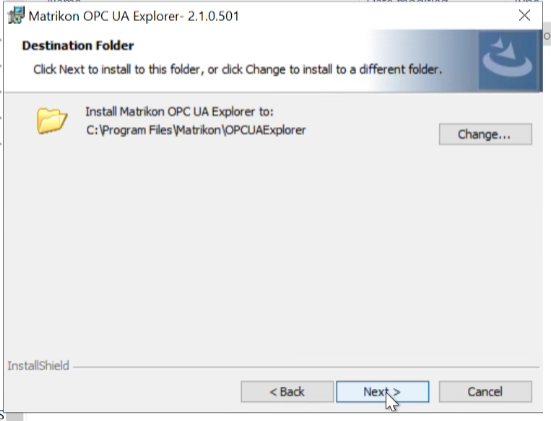 Matrikon OPC UA Explorer- 2.1.0.501
Destination Folder
Click Next to install to this folder, or click Change to install to a different folder.
Install Matrikon OPC UA Explorer to:
C:\Program Files\Matrikon\OPCUAExplorer
Change...
InstallShield
< Back
Next >
Cancel